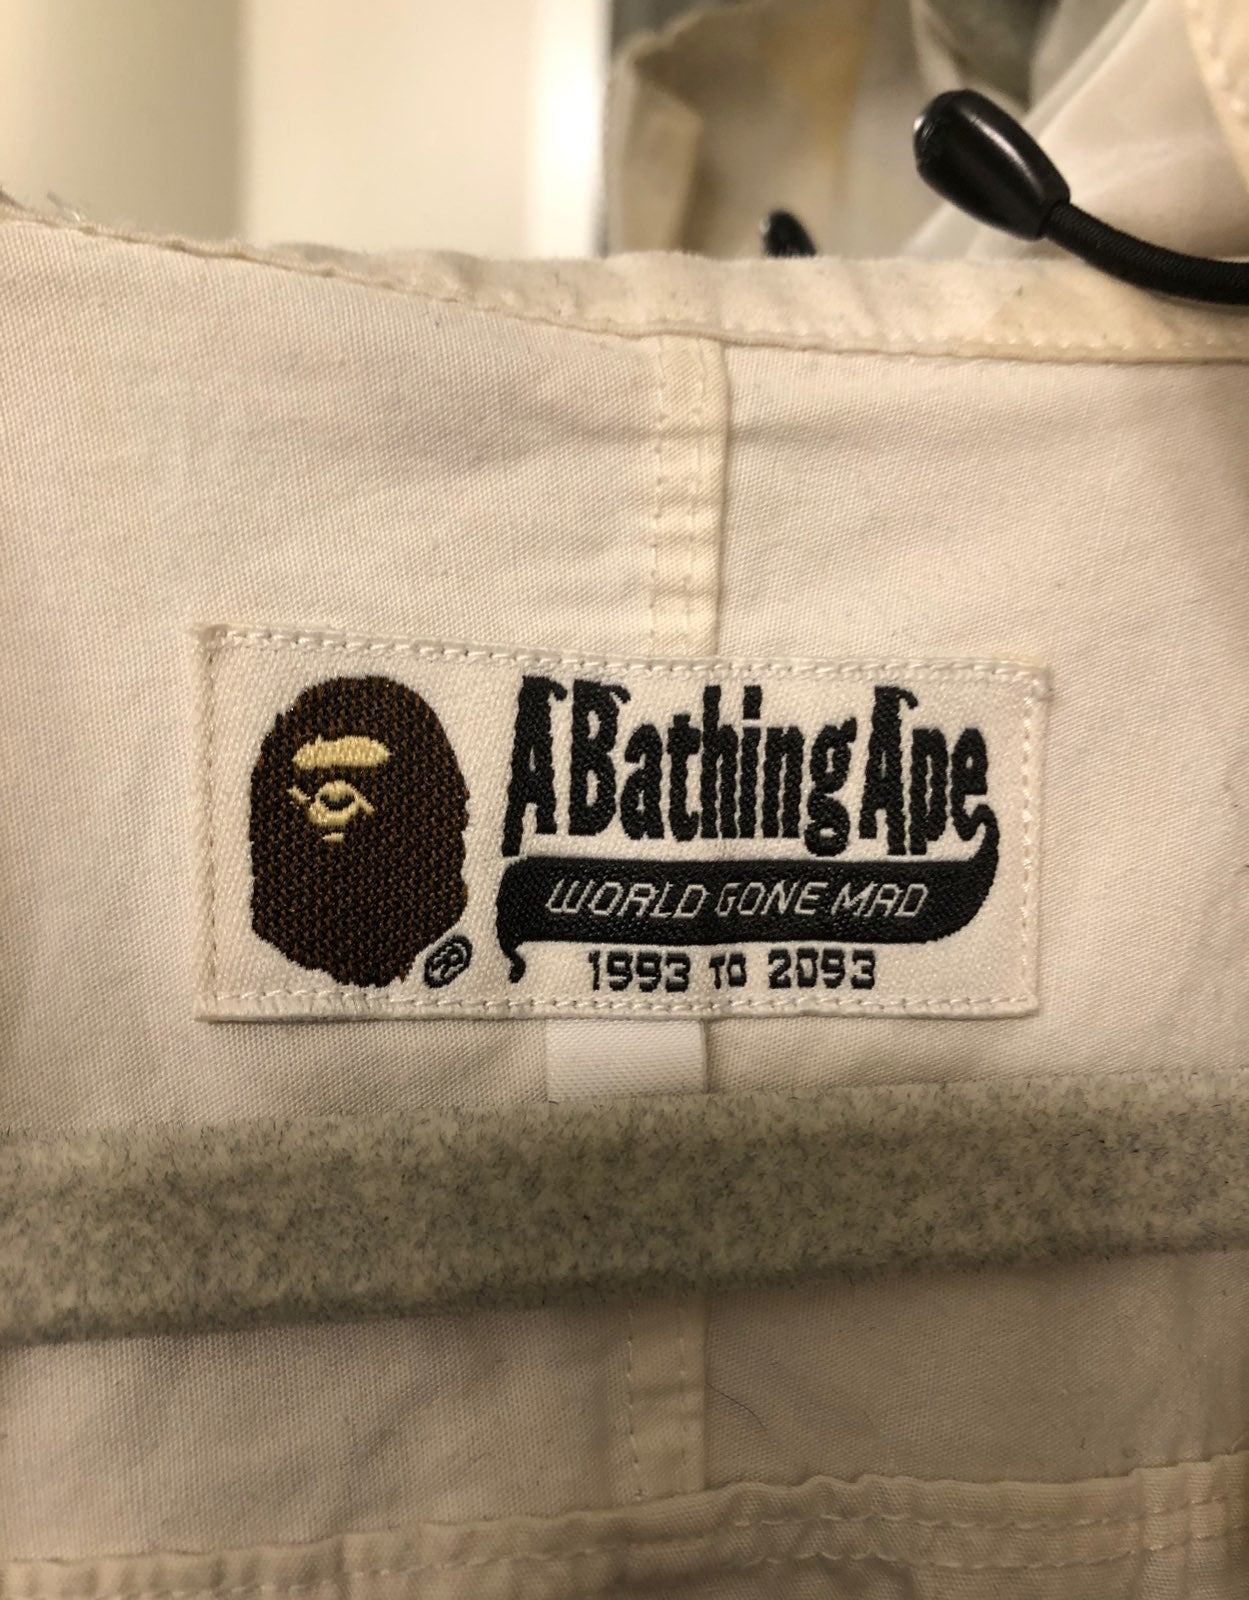 A Bathing Ape
WORLD GONE MAD
1993 TO 2093
®